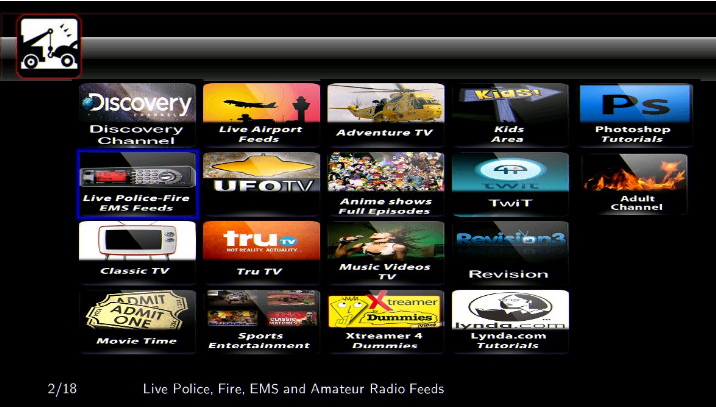 DISCOVERY
CHANNEL
Discovery
Channel
Live Airport
Feeds
Adventure TV
KiDS!
Kids
Area
Ps
Photoshop
Tutorials
Live Police-Fire
EMS Feeds
UFOTV
Anime shows
Full Episodes
twit
TwiT
Adult
Channel
Classic TV
tru TV
NOT REALITY. ACTUALITY.
Tru TV
Music Videos
TV
Revision3
Revision
ADMIT
ADMIT
ONE
Movie Time
Sports
Entertainment
Xtreamer
Dummies
Xtreamer 4
Dummies
lynda.com
Lynda.com
Tutorials
2/18 Live Police, Fire, EMS and Amateur Radio Feeds